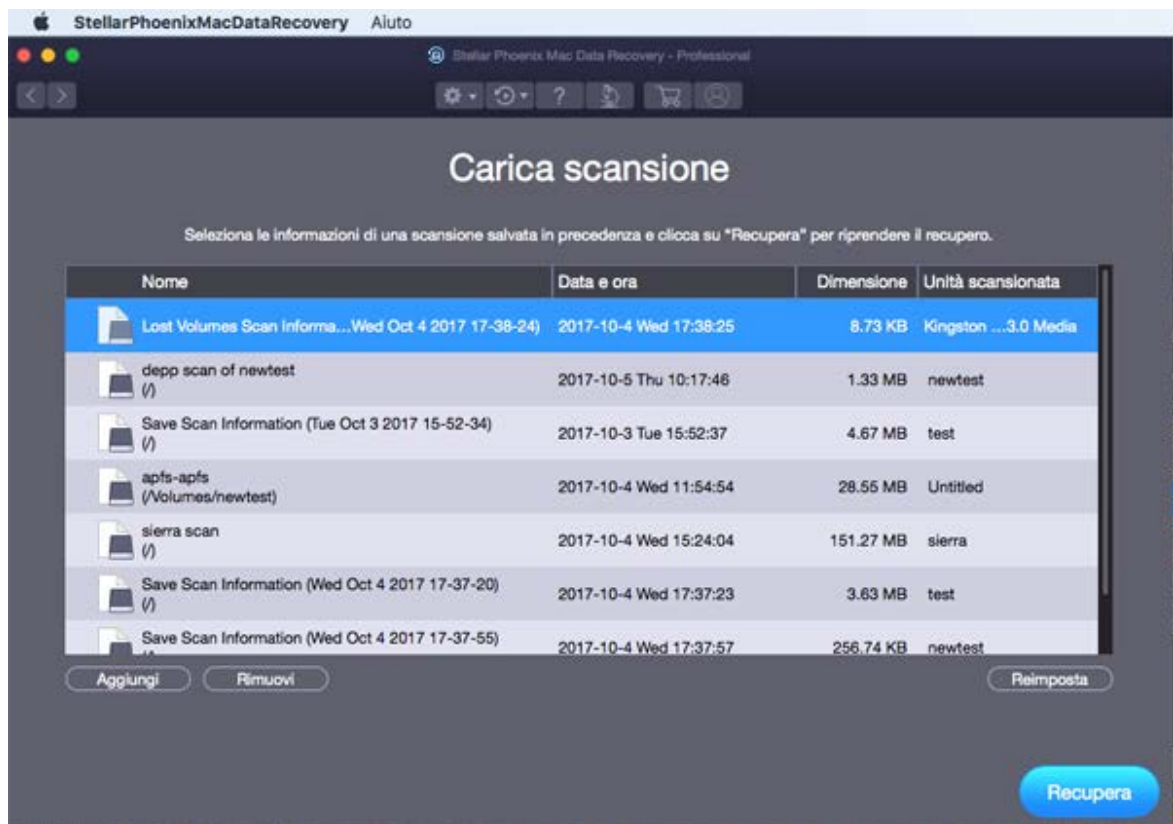 StellarPhoenixMacDataRecovery Aiuto
Stellar Phoenix Mac Data Recovery - Professional
?
Carica scansione
Seleziona le informazioni di una scansione salvata in precedenza e clicca su "Recupera" per riprendere il recupero.
Nome Data e ora Dimensione Unità scansionata
Lost Volumes Scan Informa...Wed Oct 4 2017 17-38-24) 2017-10-4 Wed 17:38:25 8.73 KB Kingston ...3.0 Media
depp scan of newtest
(/) 2017-10-5 Thu 10:17:46 1.33 MB newtest
Save Scan Information (Tue Oct 3 2017 15-52-34)
(/) 2017-10-3 Tue 15:52:37 4.67 MB test
apfs-apfs
(/Volumes/newtest) 2017-10-4 Wed 11:54:54 28.55 MB Untitled
sierra scan
(/) 2017-10-4 Wed 15:24:04 151.27 MB sierra
Save Scan Information (Wed Oct 4 2017 17-37-20)
(/) 2017-10-4 Wed 17:37:23 3.63 MB test
Save Scan Information (Wed Oct 4 2017 17-37-55)
2017-10-4 Wed 17:37:57 256.74 KB newtest
Aggiungi Rimuovi Reimposta
Recupera